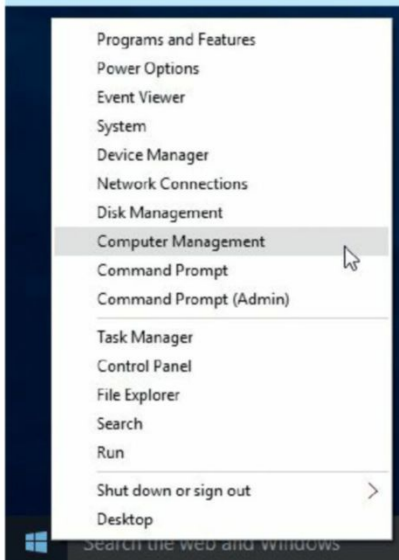 Programs and Features
Power Options
Event Viewer
System
Device Manager
Network Connections
Disk Management
Computer Management
Command Prompt
Command Prompt (Admin)
Task Manager
Control Panel
File Explorer
Search
Run
Shut down or sign out
Desktop
Search the web and Windows